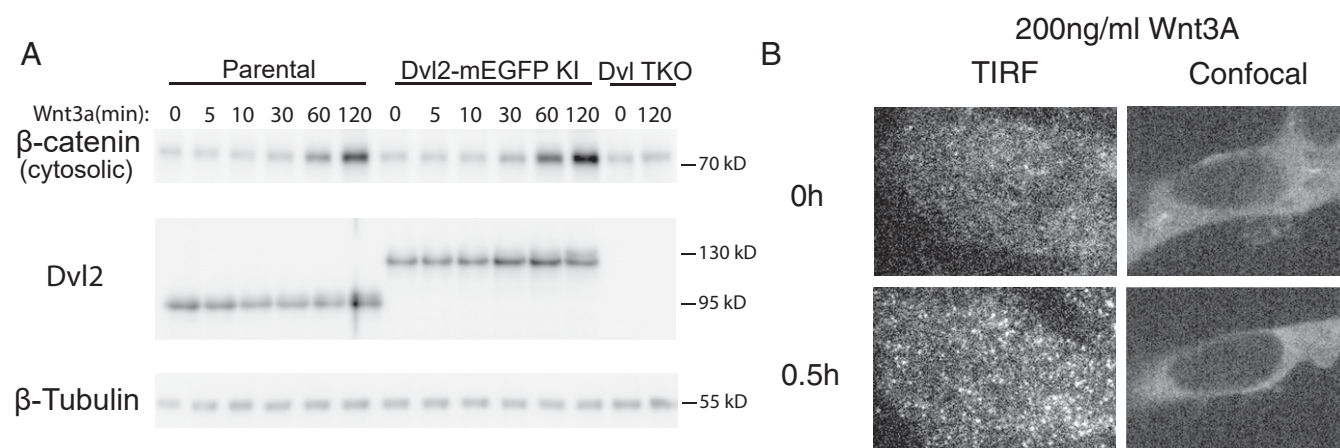 A
Parental Dvl2-mEGFP KI Dvl TKO
Wnt3a(min): 0 5 10 30 60 120 0 5 10 30 60 120 0 120
β-catenin
(cytosolic)
70 kD
Dvl2
130 kD
95 kD
β-Tubulin
55 kD
B
200ng/ml Wnt3A
TIRF Confocal
0h
0.5h